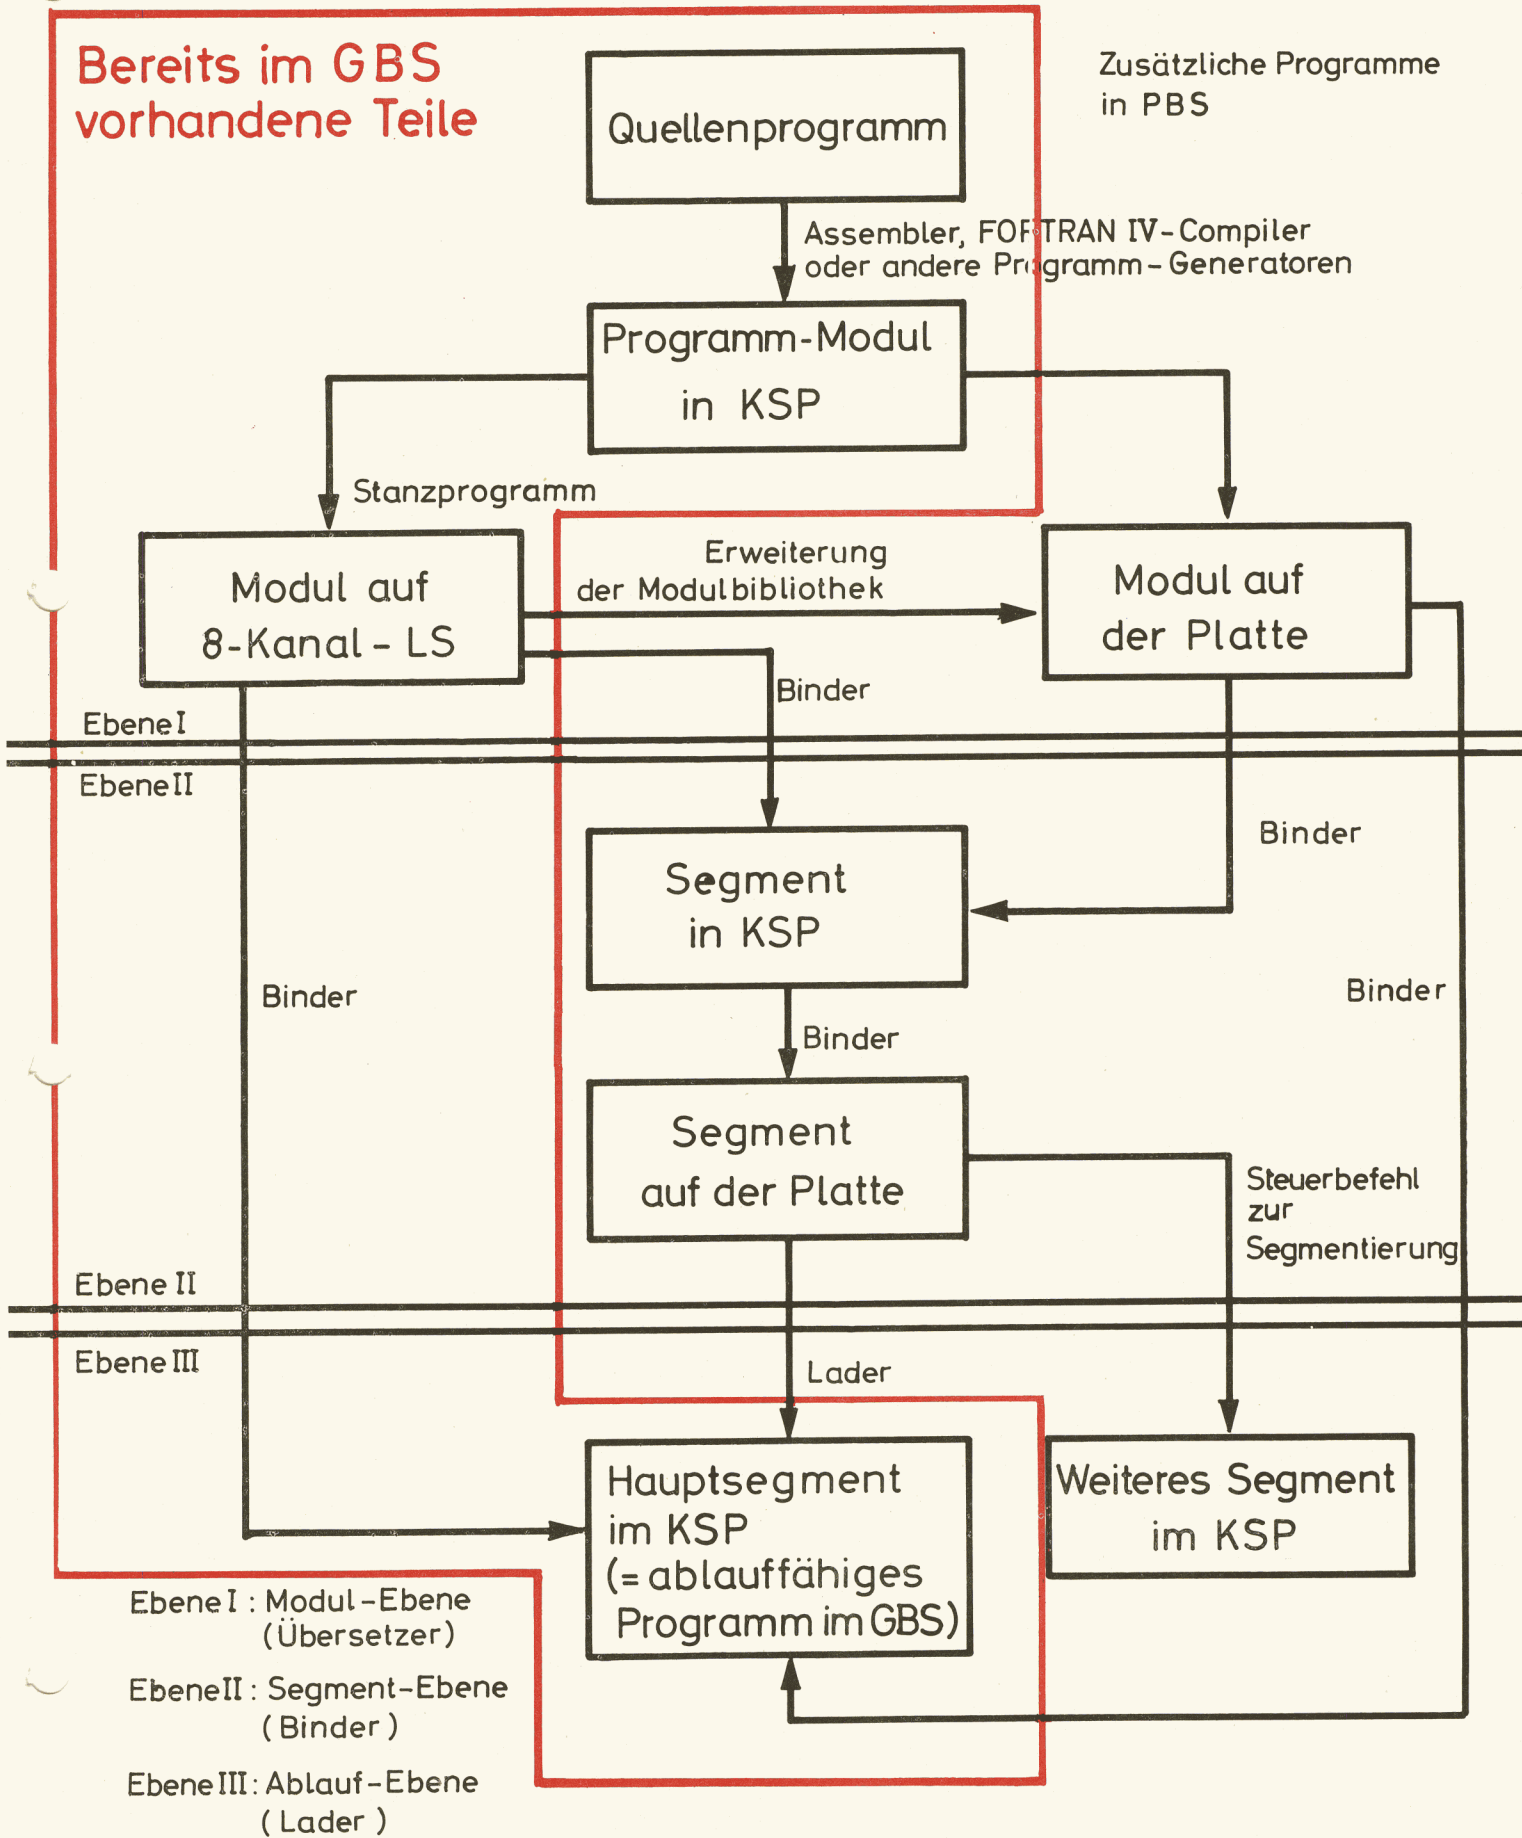 Bereits im GBS
vorhandene Teile
Zusätzliche Programme
in PBS
Quellenprogramm
Assembler, FORTRAN IV-Compiler
oder andere Programm-Generatoren
Programm-Modul
in KSP
Stanzprogramm
Modul auf
8-Kanal-LS
Erweiterung
der Modulbibliothek
Modul auf
der Platte
Binder
Ebene I
Ebene II
Binder
Segment
in KSP
Binder
Binder
Binder
Segment
auf der Platte
Steuerbefehl
zur
Segmentierung
Ebene II
Ebene III
Lader
Hauptsegment
im KSP
(= ablauffähiges
Programm im GBS)
Weiteres Segment
im KSP
Ebene I : Modul-Ebene
(Übersetzer)
Ebene II : Segment-Ebene
(Binder)
Ebene III : Ablauf-Ebene
(Lader)